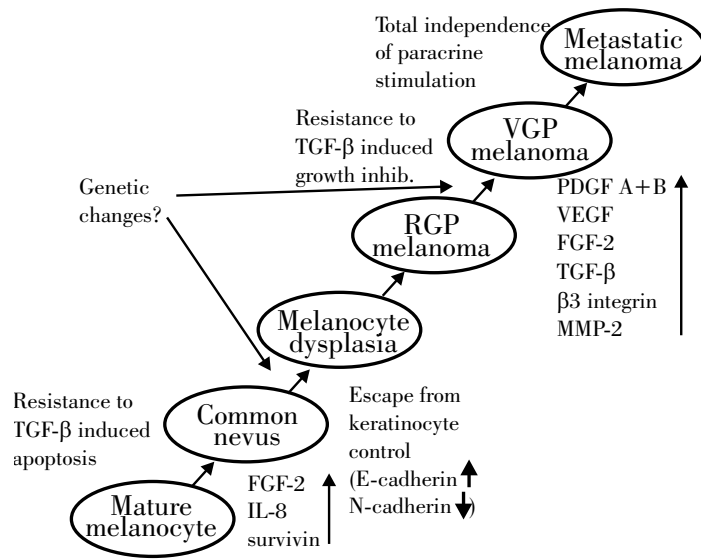 Total independence
of paracrine
stimulation
Metastatic
melanoma
Resistance to
TGF-β induced
growth inhib.
VGP
melanoma
Genetic
changes?
PDGF A+B
VEGF
FGF-2
TGF-β
β3 integrin
MMP-2
RGP
melanoma
Melanocyte
dysplasia
Resistance to
TGF-β induced
apoptosis
Common
nevus
Escape from
keratinocyte
control
(E-cadherin
N-cadherin )
FGF-2
IL-8
survivin
Mature
melanocyte